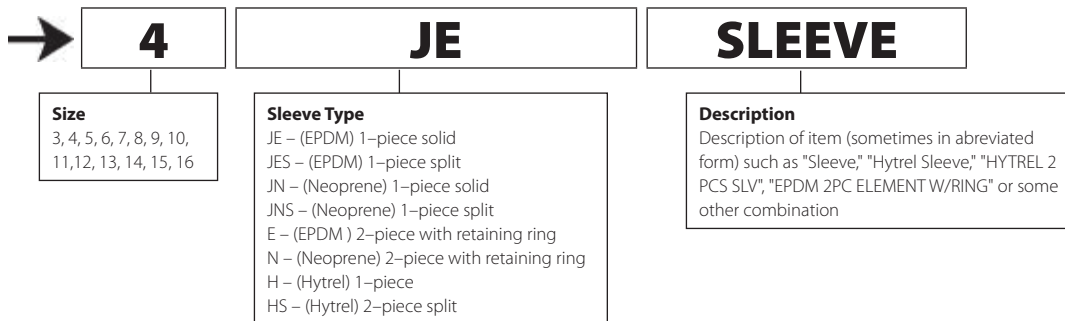 4 JE SLEEVE
Size
3, 4, 5, 6, 7, 8, 9, 10,
11,12, 13, 14, 15, 16
Sleeve Type
JE – (EPDM) 1–piece solid
JES – (EPDM) 1–piece split
JN – (Neoprene) 1–piece solid
JNS – (Neoprene) 1–piece split
E – (EPDM ) 2–piece with retaining ring
N – (Neoprene) 2–piece with retaining ring
H – (Hytrel) 1–piece
HS – (Hytrel) 2–piece split
Description
Description of item (sometimes in abreviated
form) such as "Sleeve," "Hytrel Sleeve," "HYTREL 2
PCS SLV", "EPDM 2PC ELEMENT W/RING" or some
other combination